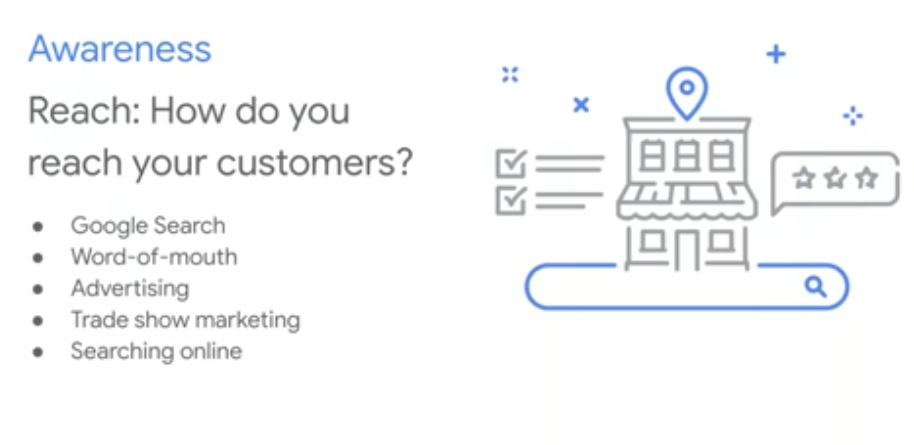 Awareness
Reach: How do you
reach your customers?
● Google Search
● Word-of-mouth
● Advertising
● Trade show marketing
● Searching online